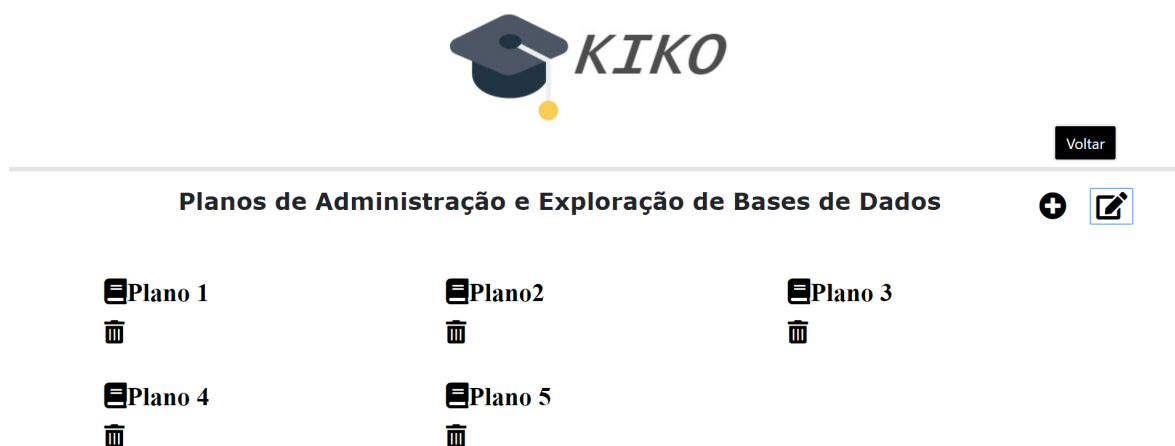 KIKO
Voltar
Planos de Administração e Exploração de Bases de Dados
Plano 1
Plano2
Plano 3
Plano 4
Plano 5